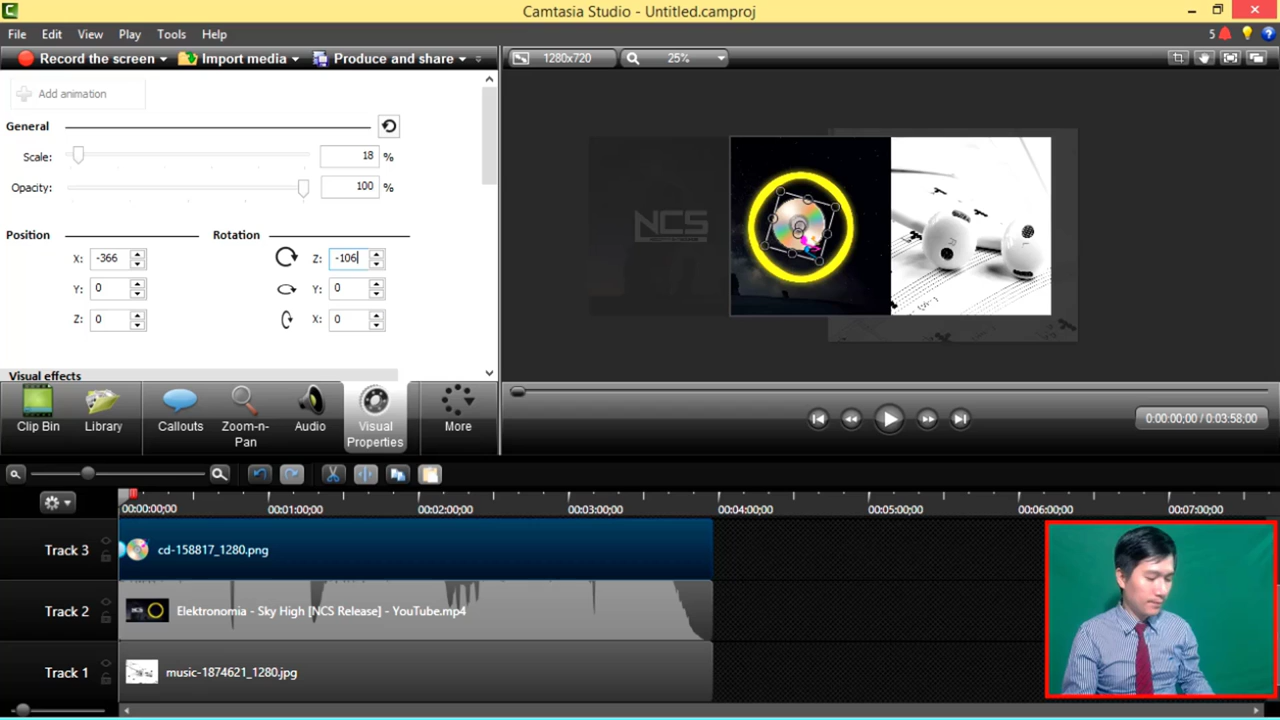 Camtasia Studio - Untitled.camproj
File Edit View Play Tools Help
5
Record the screen Import media Produce and share
1280x720 25%
Add animation
General
Scale: 18 %
Opacity: 100 %
Position Rotation
X: -366 Z: -106
Y: 0 Y: 0
Z: 0 X: 0
Visual effects
NCS
Clip Bin Library Callouts Zoom-n-Pan Audio Visual Properties More
0:00:00;00 / 0:03:58;00
00:00:00;00 00:01:00;00 00:02:00;00 00:03:00;00 00:04:00;00 00:05:00;00 00:06:00;00 00:07:00;00
Track 3 cd-158817_1280.png
Track 2 Elektronomia - Sky High [NCS Release] - YouTube.mp4
Track 1 music-1874621_1280.jpg